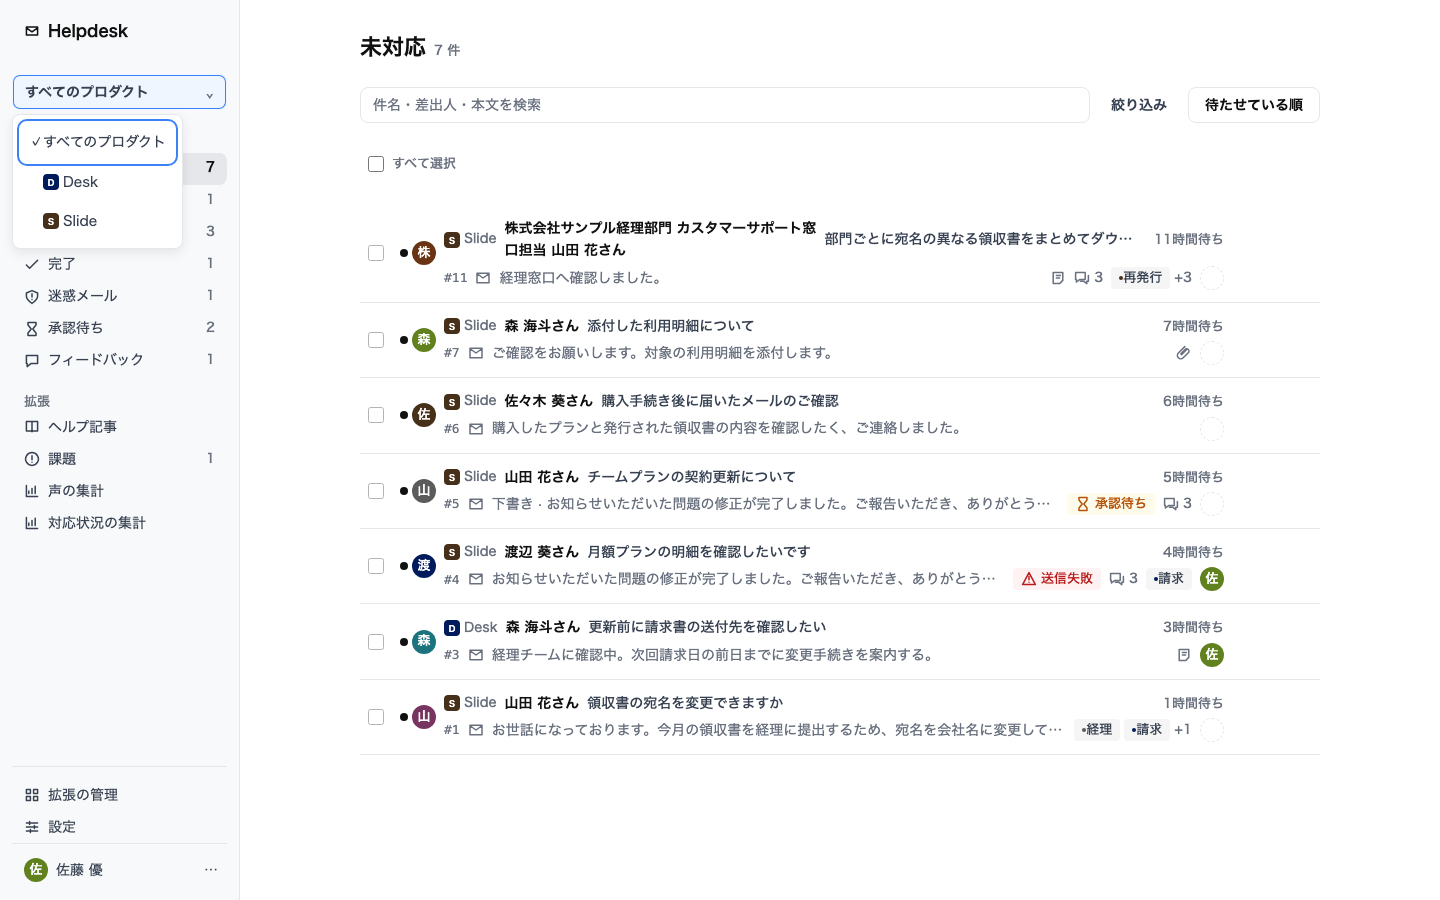 Helpdesk
すべてのプロダクト
✓すべてのプロダクト
D Desk
S Slide
7
1
3
完了 1
迷惑メール 1
承認待ち 2
フィードバック 1
拡張
ヘルプ記事
課題 1
声の集計
対応状況の集計
拡張の管理
設定
佐 佐藤 優 …
未対応 7 件
件名・差出人・本文を検索
絞り込み
待たせている順
すべて選択
株 S Slide 株式会社サンプル経理部門 カスタマーサポート窓口担当 山田 花さん 部門ごとに宛名の異なる領収書をまとめてダウ… 11時間待ち
#11 経理窓口へ確認しました。 3 •再発行 +3
森 S Slide 森 海斗さん 添付した利用明細について 7時間待ち
#7 ご確認をお願いします。対象の利用明細を添付します。
佐 S Slide 佐々木 葵さん 購入手続き後に届いたメールのご確認 6時間待ち
#6 購入したプランと発行された領収書の内容を確認したく、ご連絡しました。
山 S Slide 山田 花さん チームプランの契約更新について 5時間待ち
#5 下書き · お知らせいただいた問題の修正が完了しました。ご報告いただき、ありがとう… 承認待ち 3
渡 S Slide 渡辺 葵さん 月額プランの明細を確認したいです 4時間待ち
#4 お知らせいただいた問題の修正が完了しました。ご報告いただき、ありがとう… 送信失敗 3 •請求 佐
森 D Desk 森 海斗さん 更新前に請求書の送付先を確認したい 3時間待ち
#3 経理チームに確認中。次回請求日の前日までに変更手続きを案内する。 佐
山 S Slide 山田 花さん 領収書の宛名を変更できますか 1時間待ち
#1 お世話になっております。今月の領収書を経理に提出するため、宛名を会社名に変更して… •経理 •請求 +1